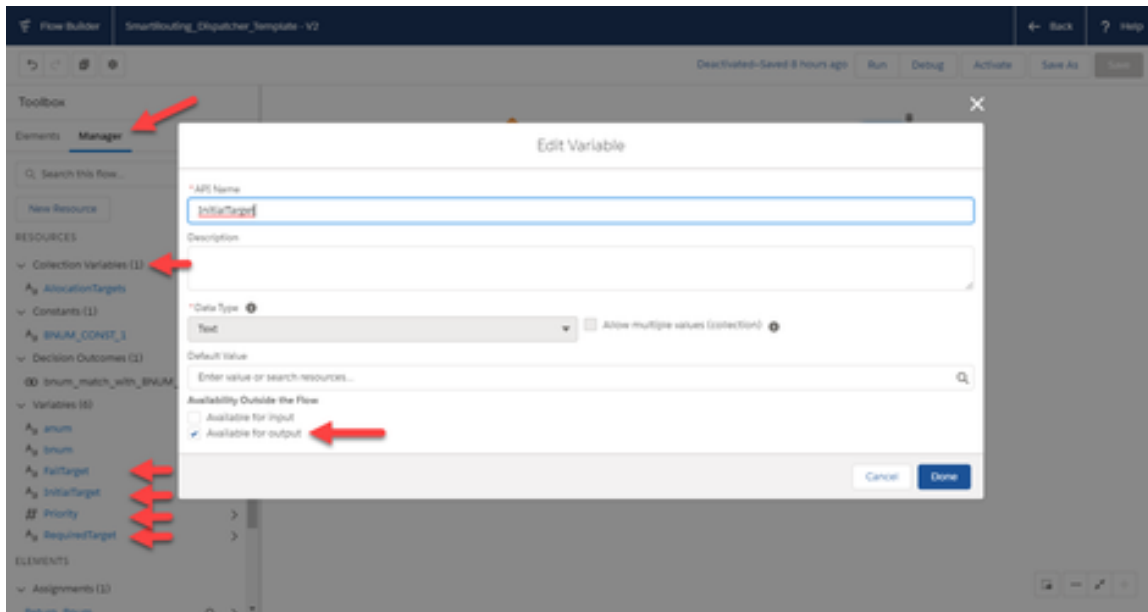 Flow Builder
SmartRouting_Dispatcher_Template - V2
Back
? Help
Deactivated–Saved 8 hours ago
Run
Debug
Activate
Save As
Save
Toolbox
Elements
Manager
Search this flow...
New Resource
RESOURCES
Collection Variables (1)
AllocationTargets
Constants (1)
BNUM_CONST_1
Decision Outcomes (1)
bnum_match_with_BNUM_
Variables (6)
anum
bnum
FailTarget
InitialTarget
Priority
RequiredTarget
ELEMENTS
Assignments (1)
Edit Variable
*API Name
InitialTarget
Description
*Data Type
Text
Allow multiple values (collection)
Default Value
Enter value or search resources...
Availability Outside the Flow
Available for input
Available for output
Cancel
Done